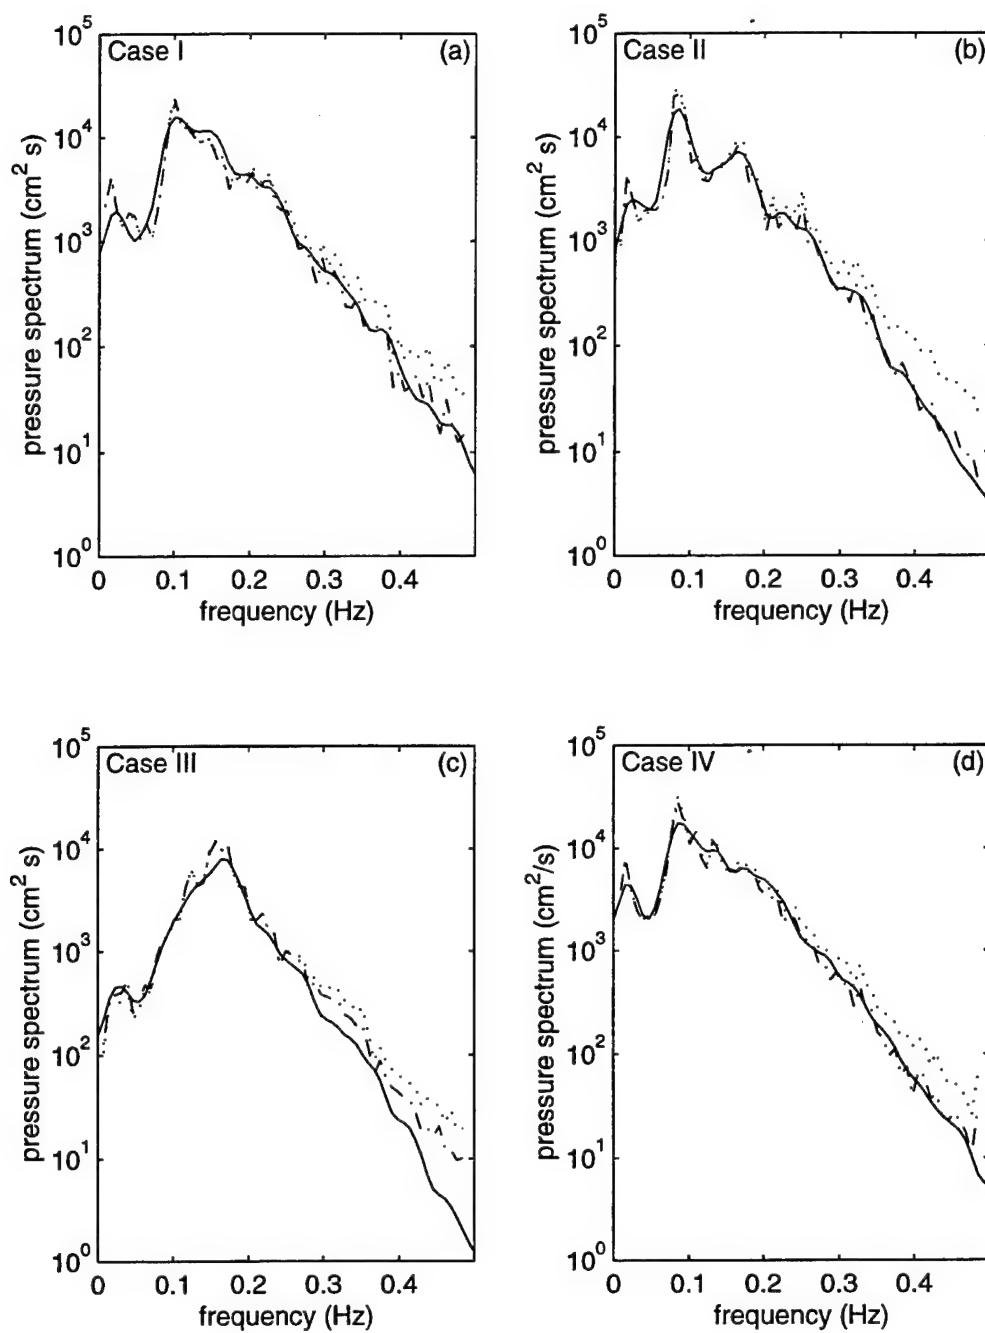 Case I (a)
10^5
10^4
10^3
10^2
10^1
10^0
pressure spectrum (cm^2 s)
0 0.1 0.2 0.3 0.4
frequency (Hz)
Case II (b)
10^5
10^4
10^3
10^2
10^1
10^0
pressure spectrum (cm^2 s)
0 0.1 0.2 0.3 0.4
frequency (Hz)
Case III (c)
10^5
10^4
10^3
10^2
10^1
10^0
pressure spectrum (cm^2 s)
0 0.1 0.2 0.3 0.4
frequency (Hz)
Case IV (d)
10^5
10^4
10^3
10^2
10^1
10^0
pressure spectrum (cm^2/s)
0 0.1 0.2 0.3 0.4
frequency (Hz)